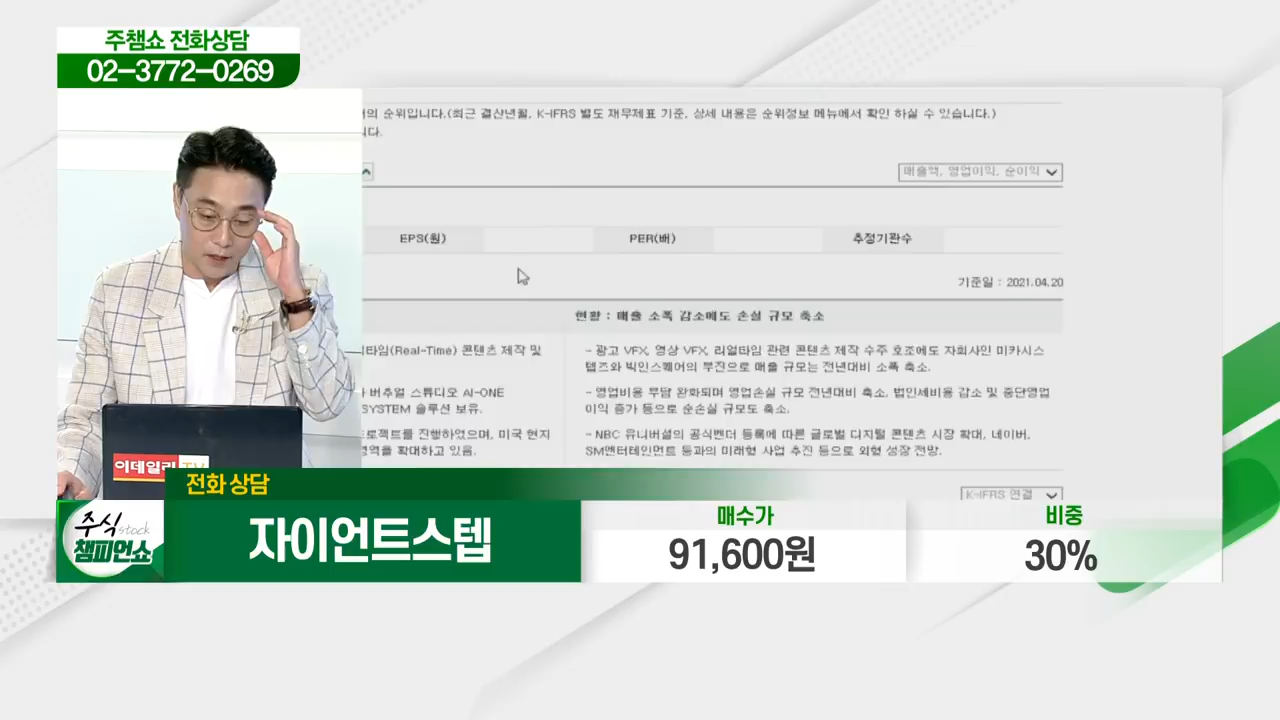 주챔쇼 전화상담
02-3772-0269
의 순위입니다.(최근 결산년월, K-IFRS 별도 재무제표 기준, 상세 내용은 순위정보 메뉴에서 확인 하실 수 있습니다.)
니다.
매출액, 영업이익, 순이익
EPS(원) PER(배) 추정기관수
기준일 : 2021.04.20
현황 : 매출 소폭 감소에도 손실 규모 축소
타임(Real-Time) 콘텐츠 제작 및
버추얼 스튜디오 AI-ONE
SYSTEM 솔루션 보유.
로젝트를 진행하였으며, 미국 현지
영역을 확대하고 있음.
- 광고 VFX, 영상 VFX, 리얼타임 관련 콘텐츠 제작 수주 호조에도 자회사인 미카시스
템즈와 빅인스퀘어의 부진으로 매출 규모는 전년대비 소폭 축소.
- 영업비용 부담 완화되며 영업손실 규모 전년대비 축소, 법인세비용 감소 및 중단영업
이익 증가 등으로 순손실 규모도 축소.
- NBC 유니버설의 공식벤더 등록에 따른 글로벌 디지털 콘텐츠 시장 확대, 네이버,
SM엔터테인먼트 등과의 미래형 사업 추진 등으로 외형 성장 전망.
K-IFRS 연결
이데일리 TV
전화 상담
주식 stock
챔피언쇼
자이언트스텝
매수가
91,600원
비중
30%